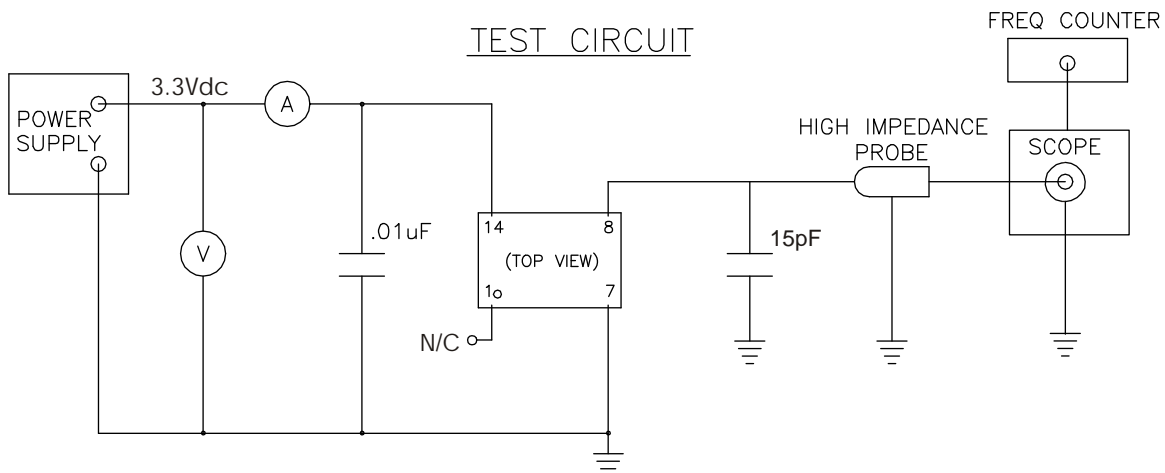 TEST CIRCUIT
FREQ COUNTER
3.3Vdc
POWER
SUPPLY
A
HIGH IMPEDANCE
PROBE
SCOPE
14
8
.01uF
V
(TOP VIEW)
15pF
1
7
N/C